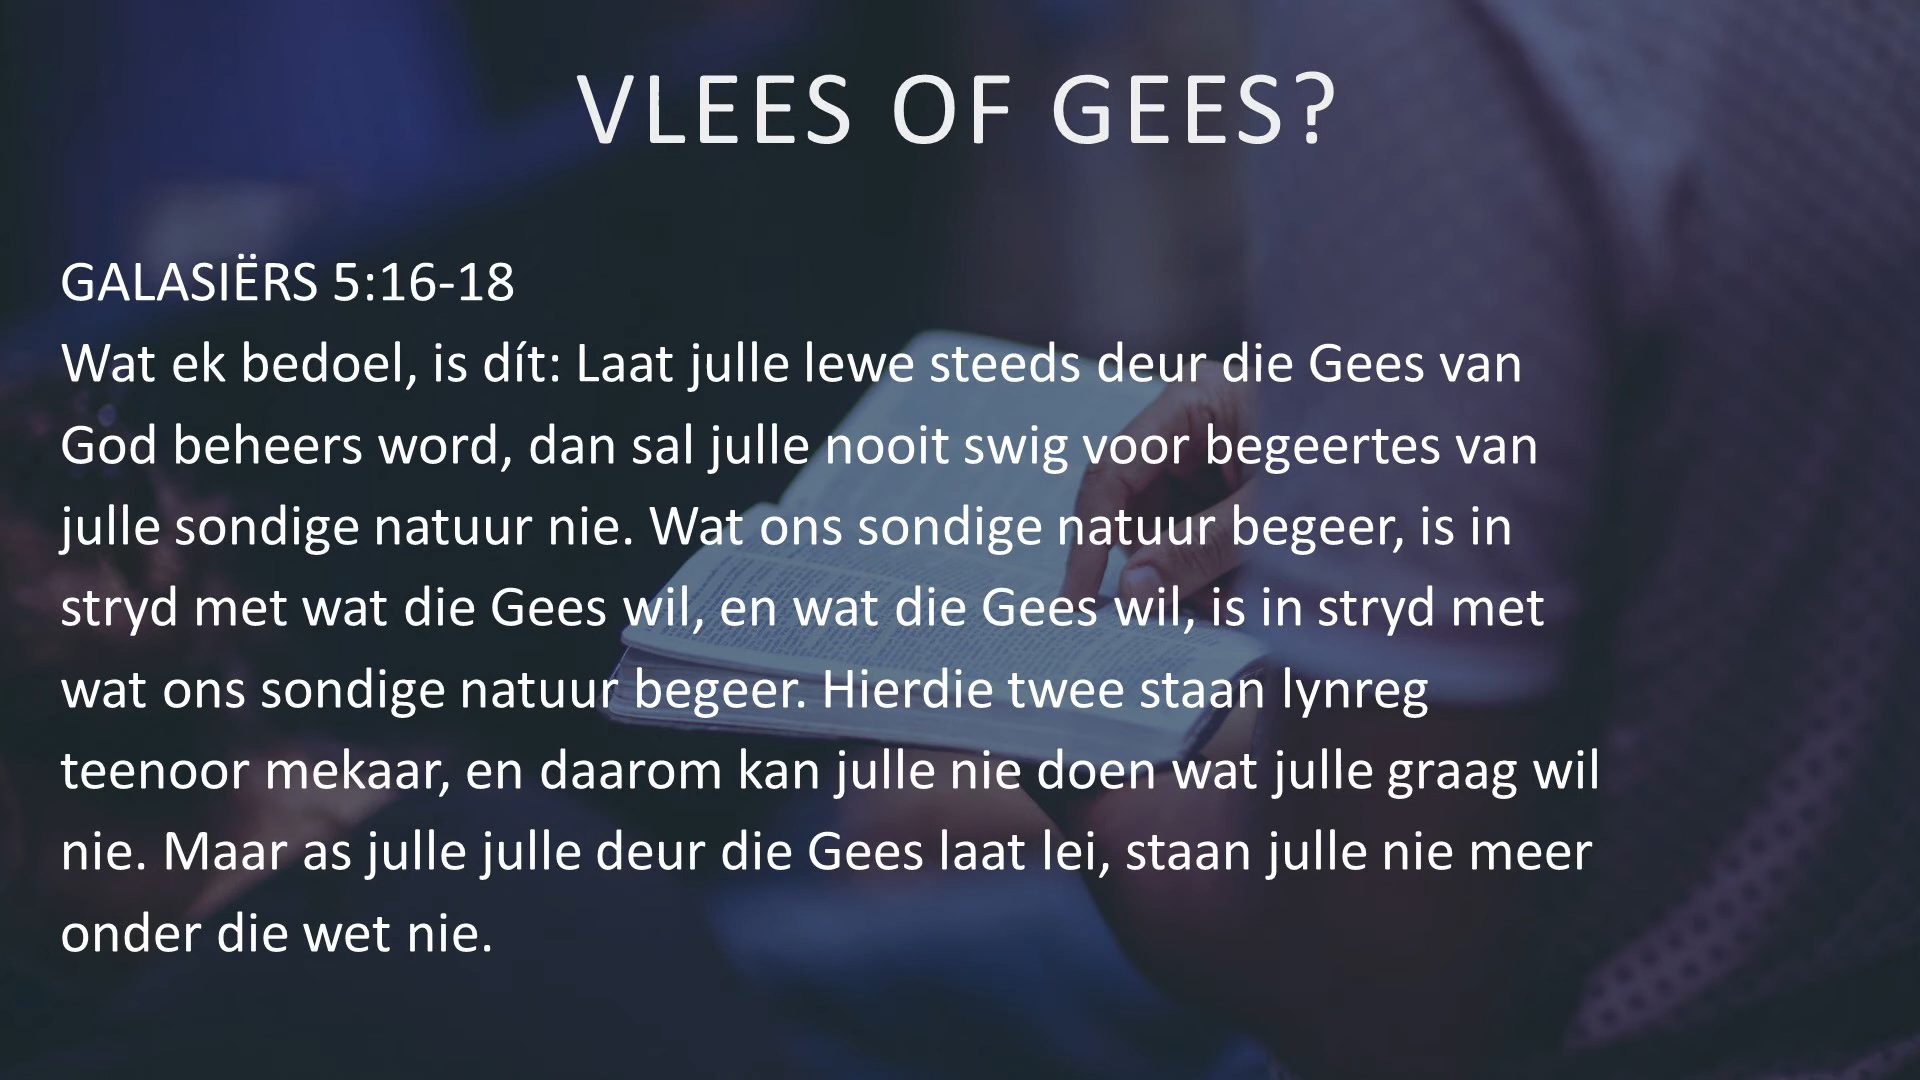 VLEES OF GEES?
GALASIËRS 5:16-18
Wat ek bedoel, is dít: Laat julle lewe steeds deur die Gees van
God beheers word, dan sal julle nooit swig voor begeertes van
julle sondige natuur nie. Wat ons sondige natuur begeer, is in
stryd met wat die Gees wil, en wat die Gees wil, is in stryd met
wat ons sondige natuur begeer. Hierdie twee staan lynreg
teenoor mekaar, en daarom kan julle nie doen wat julle graag wil
nie. Maar as julle julle deur die Gees laat lei, staan julle nie meer
onder die wet nie.